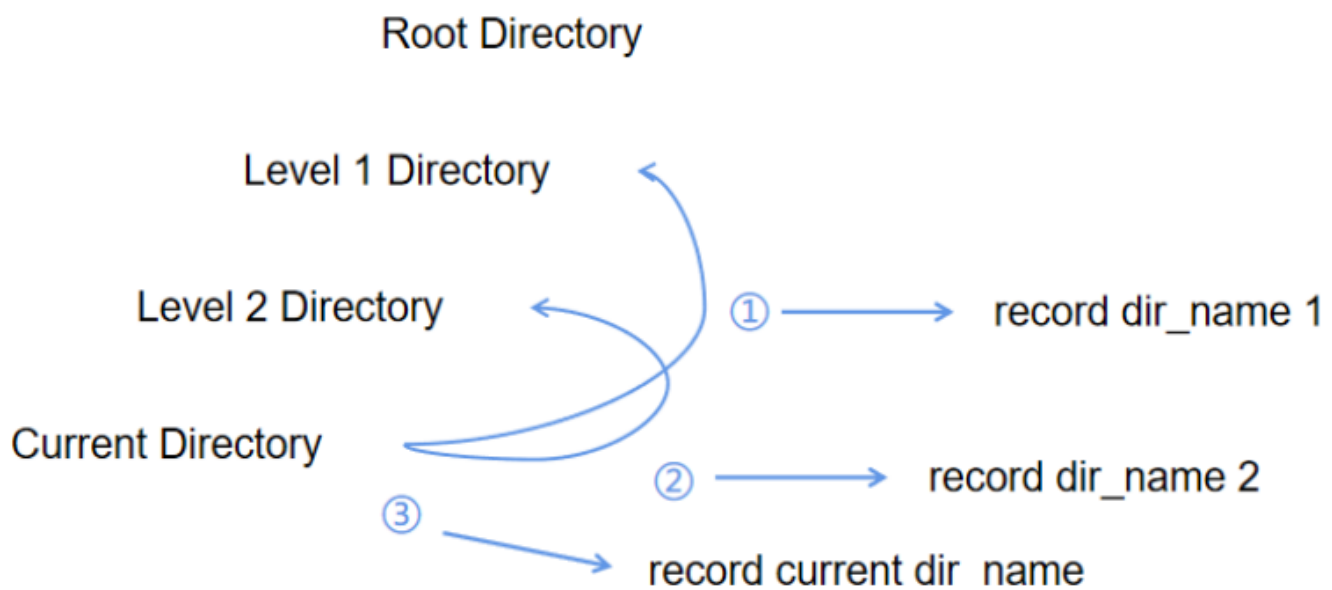 Root Directory
Level 1 Directory
Level 2 Directory
① record dir_name 1
Current Directory
② record dir_name 2
③
record current dir name